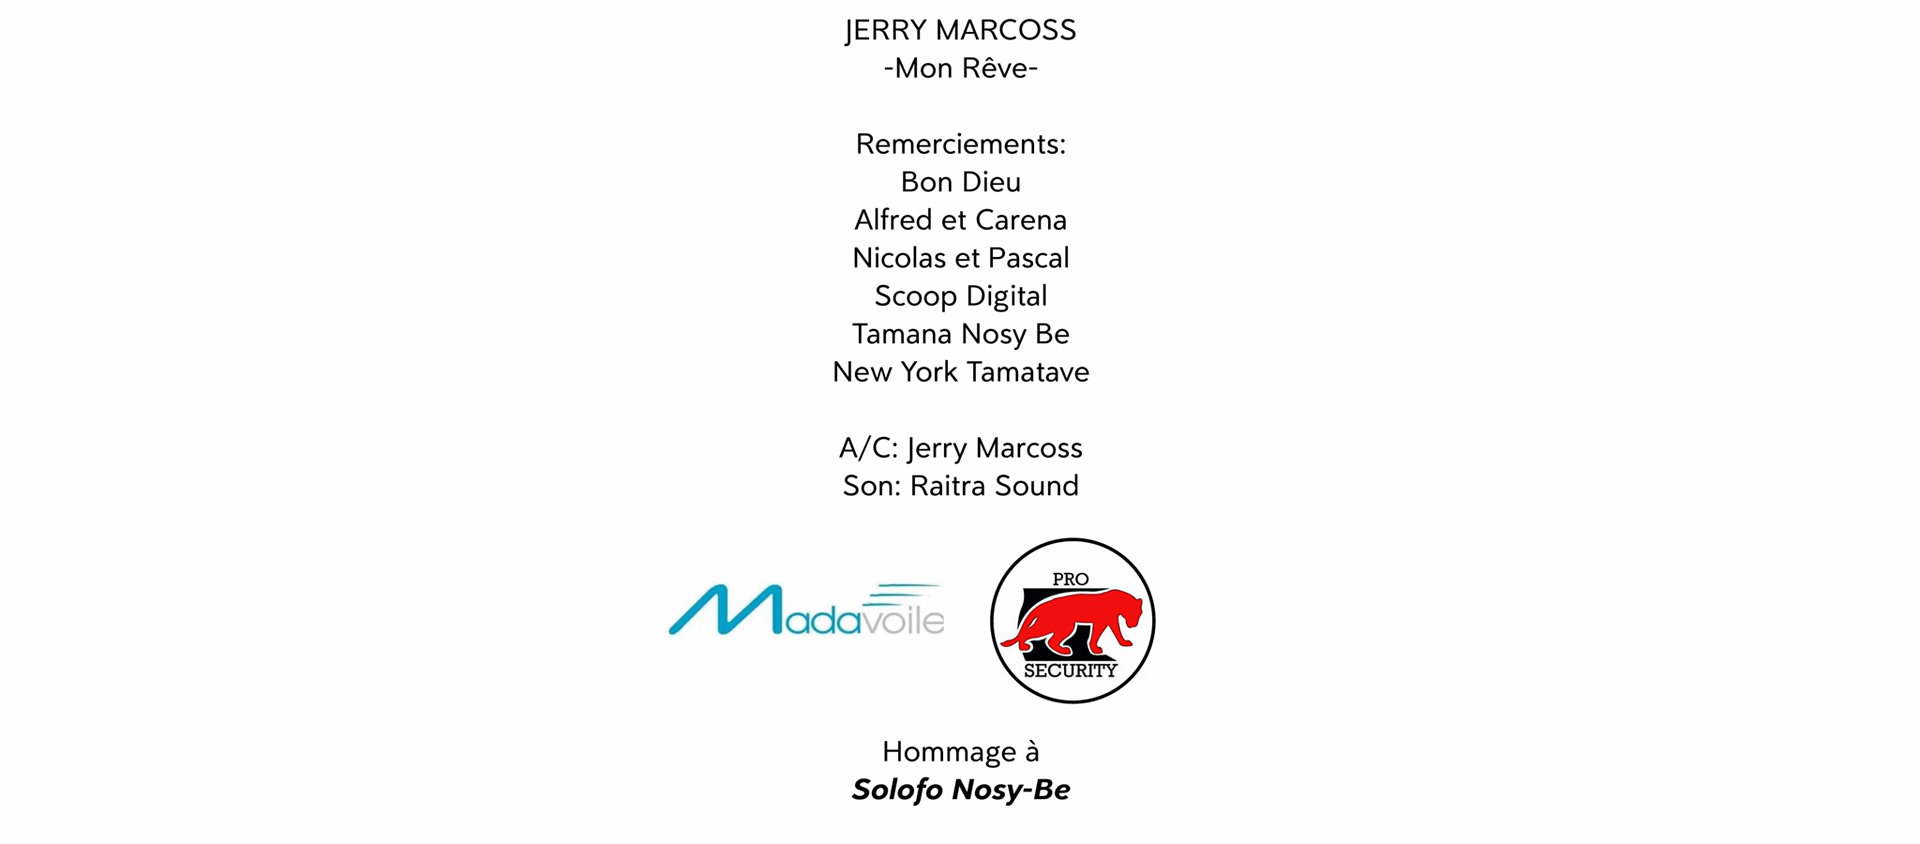 JERRY MARCOSS
-Mon Rêve-
Remerciements:
Bon Dieu
Alfred et Carena
Nicolas et Pascal
Scoop Digital
Tamana Nosy Be
New York Tamatave
A/C: Jerry Marcoss
Son: Raitra Sound
Madavoile
PRO
SECURITY
Hommage à
Solofo Nosy-Be